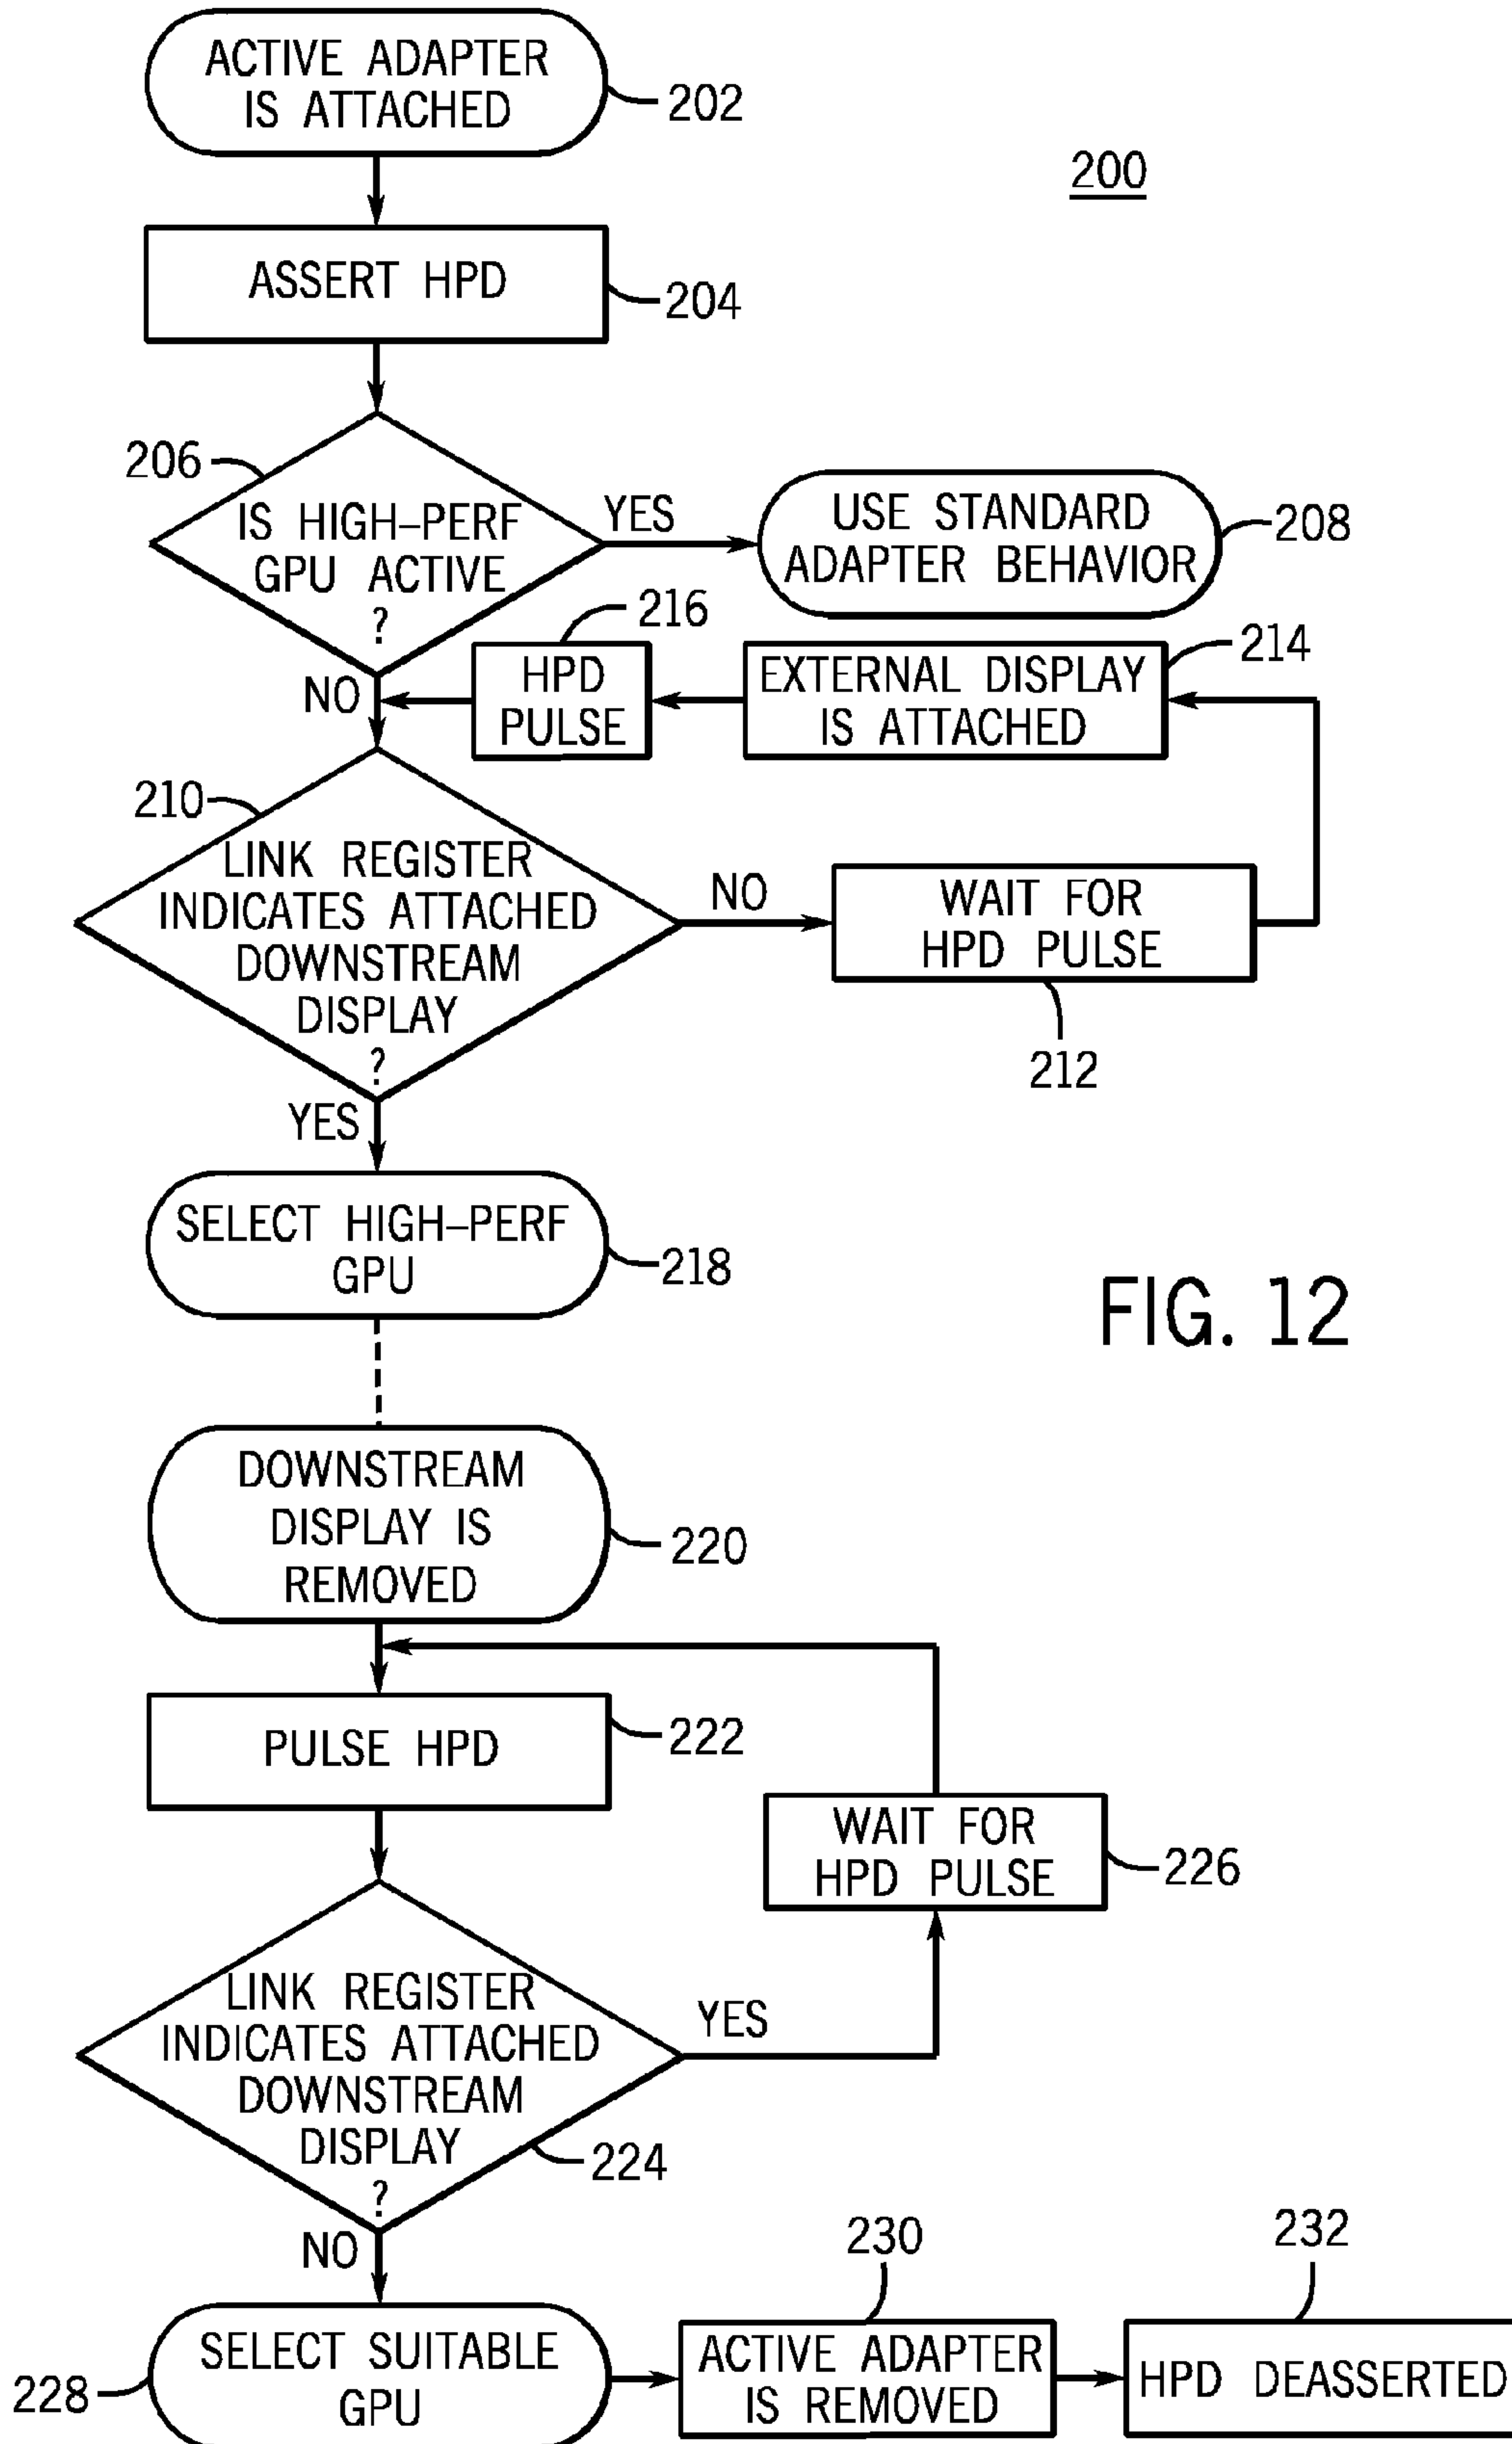 ACTIVE ADAPTER
IS ATTACHED
202
200
ASSERT HPD
204
206
IS HIGH–PERF
GPU ACTIVE
?
YES
USE STANDARD
ADAPTER BEHAVIOR
208
NO
216
HPD
PULSE
EXTERNAL DISPLAY
IS ATTACHED
214
210
LINK REGISTER
INDICATES ATTACHED
DOWNSTREAM
DISPLAY
?
NO
WAIT FOR
HPD PULSE
212
YES
SELECT HIGH–PERF
GPU
218
FIG. 12
DOWNSTREAM
DISPLAY IS
REMOVED
220
PULSE HPD
222
WAIT FOR
HPD PULSE
226
LINK REGISTER
INDICATES ATTACHED
DOWNSTREAM
DISPLAY
?
YES
224
NO
SELECT SUITABLE
GPU
228
230
ACTIVE ADAPTER
IS REMOVED
232
HPD DEASSERTED